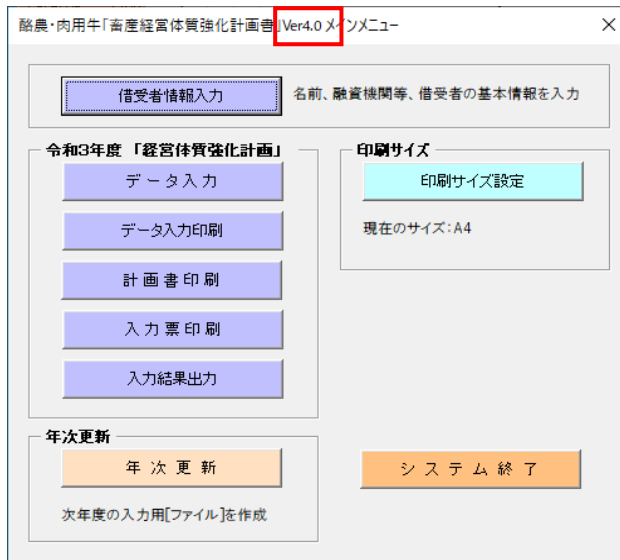 酪農・肉用牛「畜産経営体質強化計画書」Ver4.0 メインメニュー
借受者情報入力 名前、融資機関等、借受者の基本情報を入力
令和3年度 「経営体質強化計画」
データ入力
データ入力印刷
計画書印刷
入力票印刷
入力結果出力
印刷サイズ
印刷サイズ設定
現在のサイズ：A4
年次更新
年次更新
次年度の入力用[ファイル]を作成
システム終了